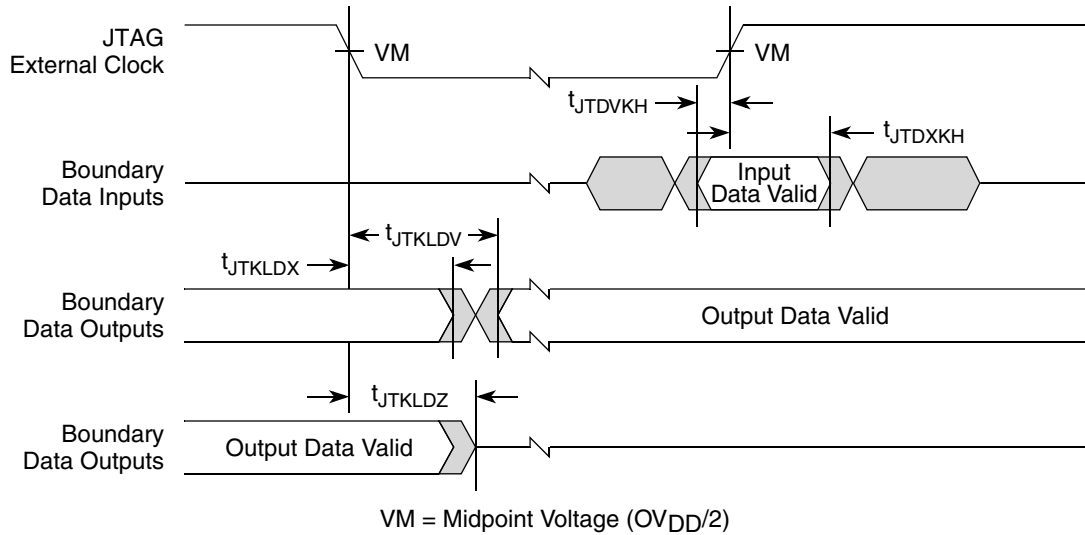 JTAG
External Clock
VM
VM
tJTDVKH
tJTDXKH
Boundary
Data Inputs
Input
Data Valid
tJTKLDV
tJTKLDX
Boundary
Data Outputs
Output Data Valid
tJTKLDZ
Boundary
Data Outputs
Output Data Valid
VM = Midpoint Voltage (OVDD/2)